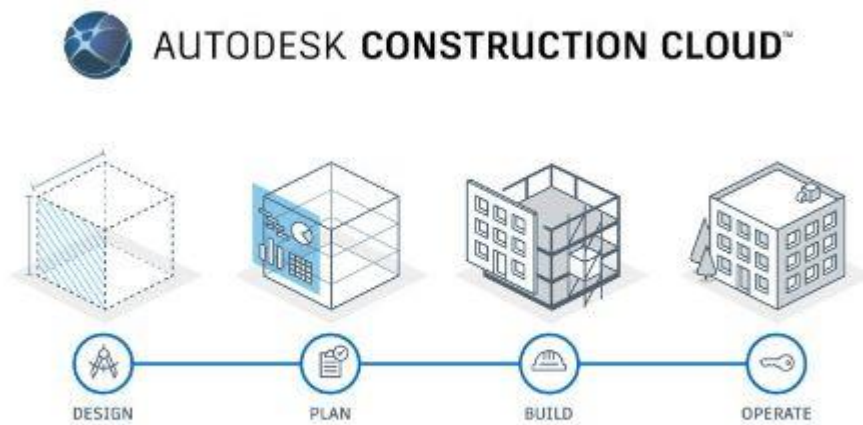 AUTODESK CONSTRUCTION CLOUD™
DESIGN
PLAN
BUILD
OPERATE